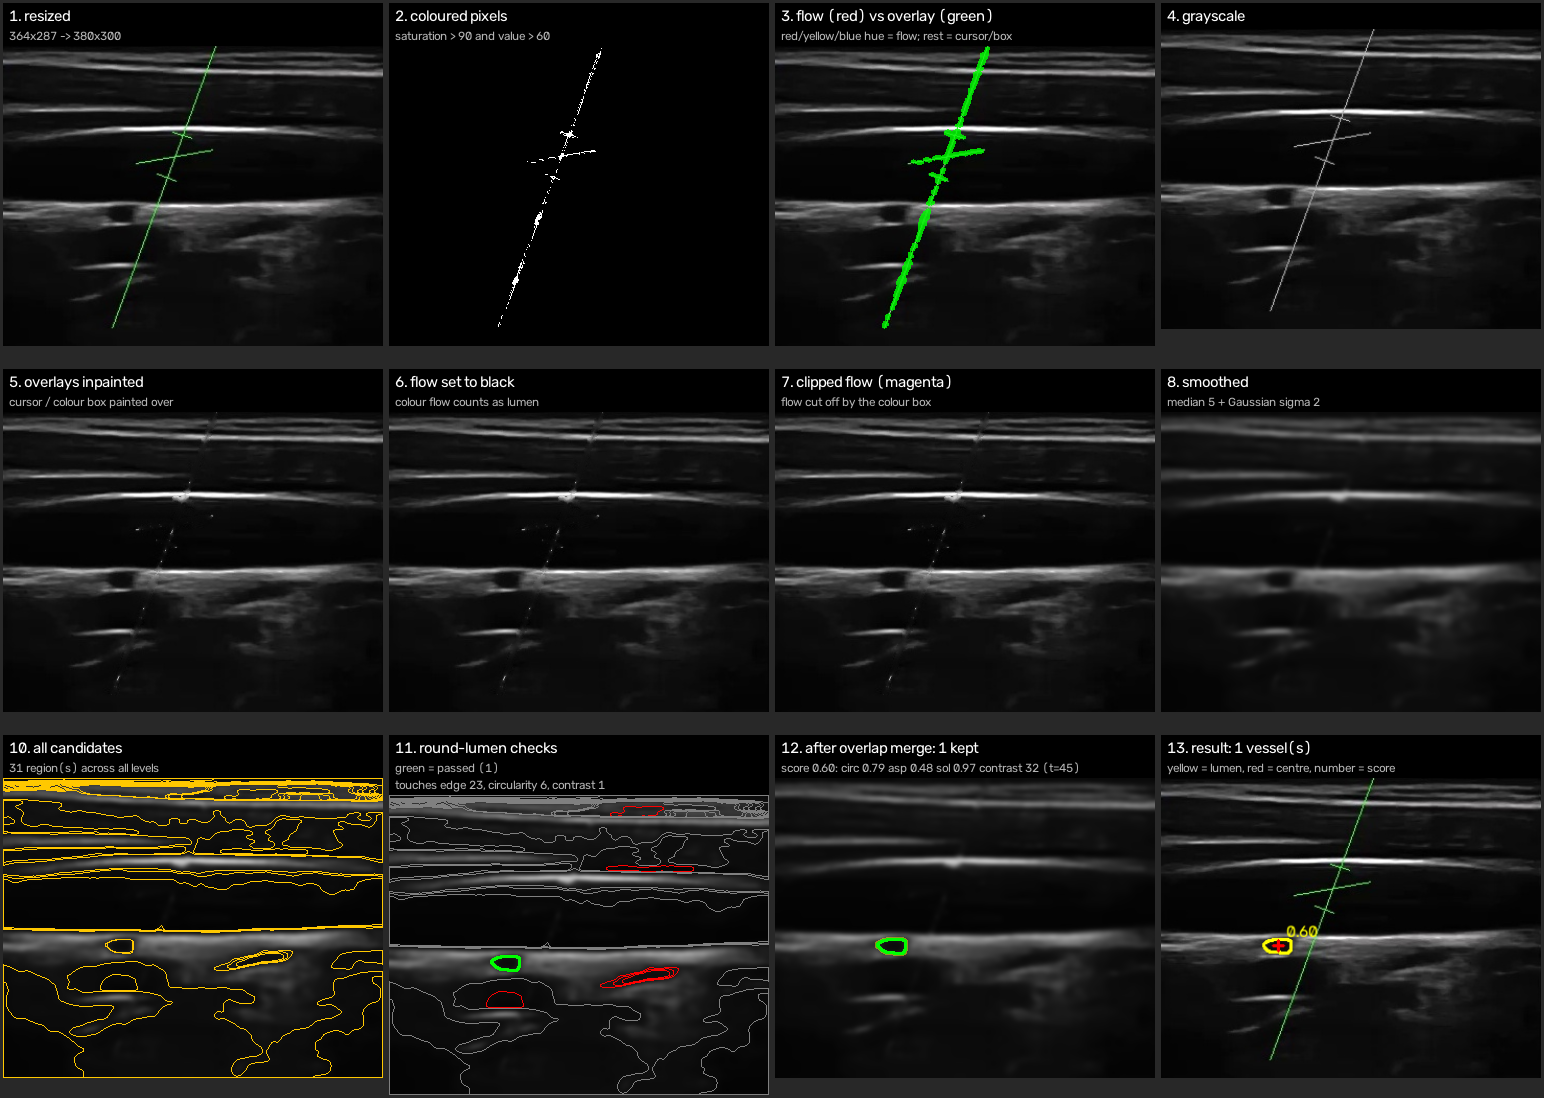 1. resized
364x287 -> 380x300
2. coloured pixels
saturation > 90 and value > 60
3. flow (red) vs overlay (green)
red/yellow/blue hue = flow; rest = cursor/box
4. grayscale
5. overlays inpainted
cursor / colour box painted over
6. flow set to black
colour flow counts as lumen
7. clipped flow (magenta)
flow cut off by the colour box
8. smoothed
median 5 + Gaussian sigma 2
10. all candidates
31 region(s) across all levels
11. round-lumen checks
green = passed (1)
touches edge 23, circularity 6, contrast 1
12. after overlap merge: 1 kept
score 0.60: circ 0.79 asp 0.48 sol 0.97 contrast 32 (t=45)
13. result: 1 vessel(s)
yellow = lumen, red = centre, number = score
0.60